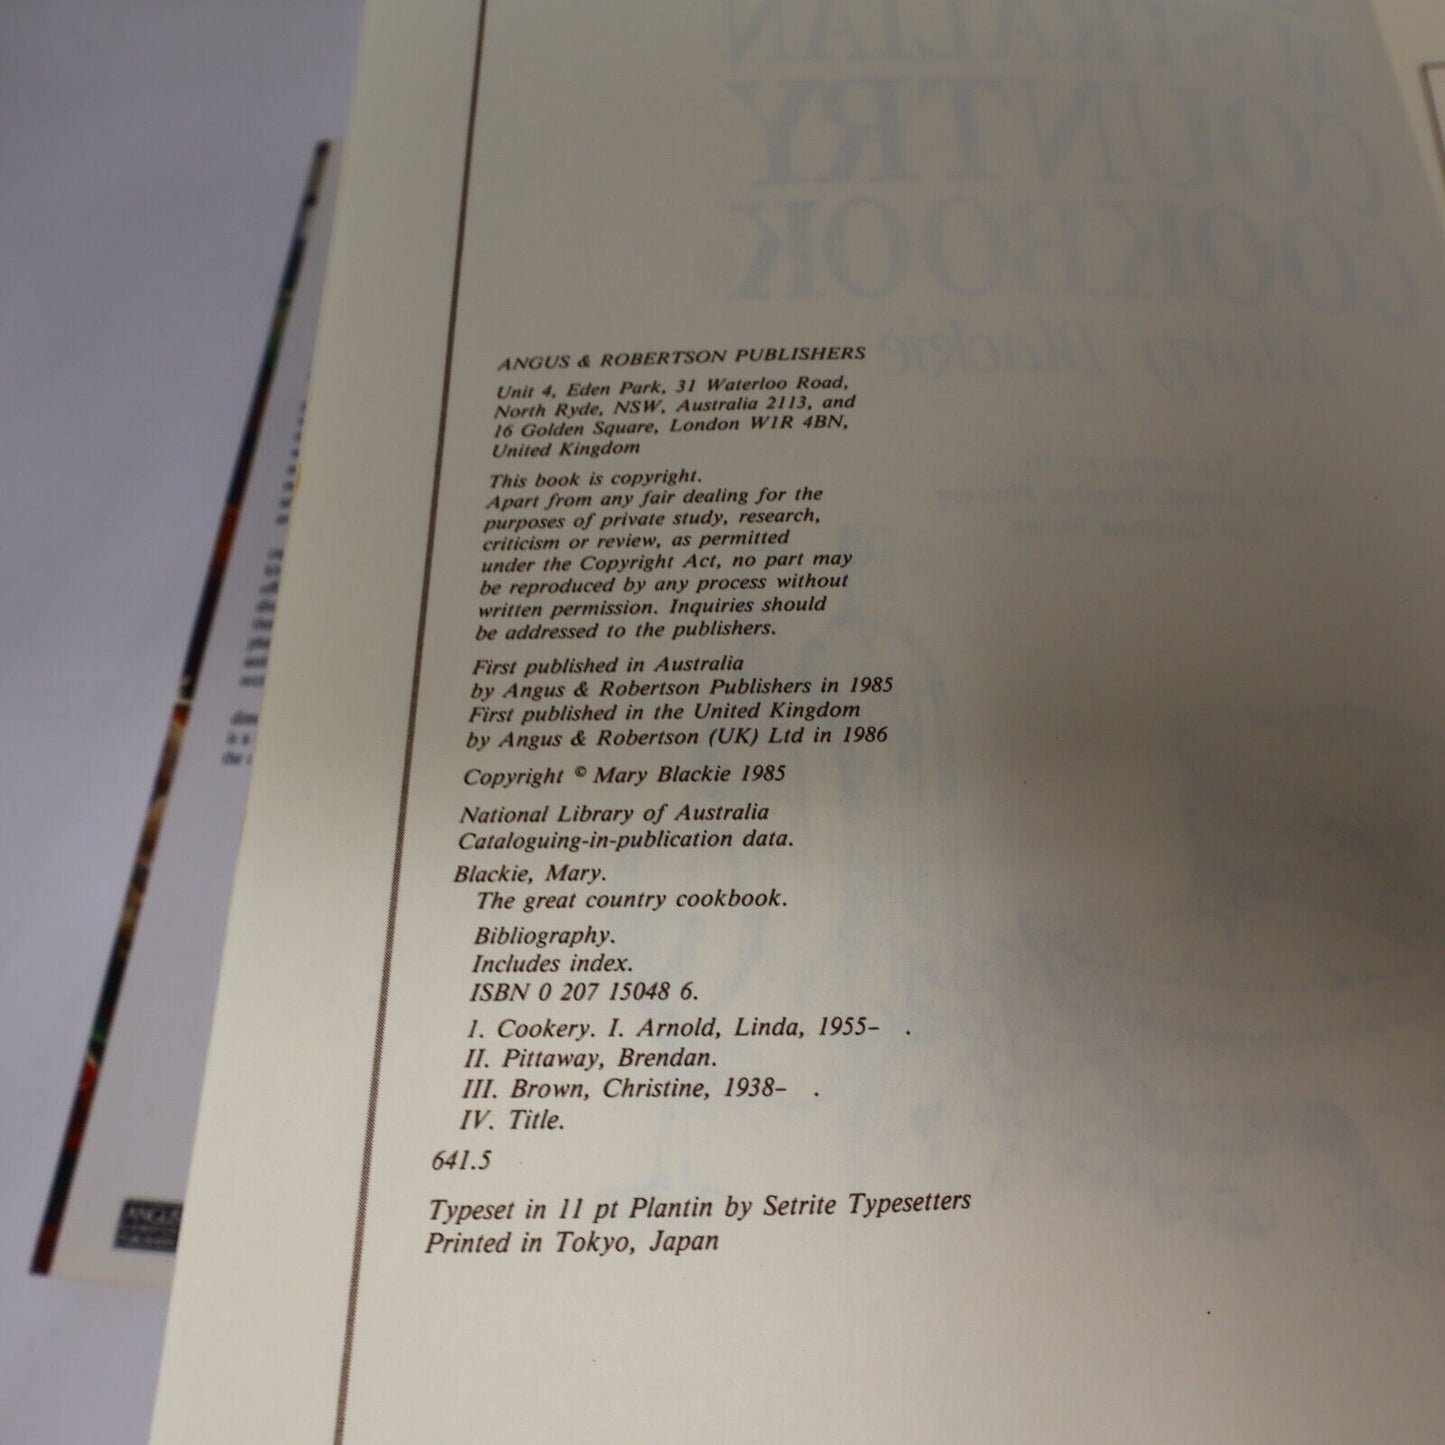 AUSTRALIAN
COUNTRY
COOKBOOK
Mary Blackie
ANGUS & ROBERTSON PUBLISHERS
Unit 4, Eden Park, 31 Waterloo Road,
North Ryde, NSW, Australia 2113, and
16 Golden Square, London W1R 4BN,
United Kingdom
This book is copyright.
Apart from any fair dealing for the
purposes of private study, research,
criticism or review, as permitted
under the Copyright Act, no part may
be reproduced by any process without
written permission. Inquiries should
be addressed to the publishers.
First published in Australia
by Angus & Robertson Publishers in 1985
First published in the United Kingdom
by Angus & Robertson (UK) Ltd in 1986
Copyright © Mary Blackie 1985
National Library of Australia
Cataloguing-in-publication data.
Blackie, Mary.
The great country cookbook.
Bibliography.
Includes index.
ISBN 0 207 15048 6.
1. Cookery. I. Arnold, Linda, 1955– .
II. Pittaway, Brendan.
III. Brown, Christine, 1938– .
IV. Title.
641.5
Typeset in 11 pt Plantin by Setrite Typesetters
Printed in Tokyo, Japan
ANGUS